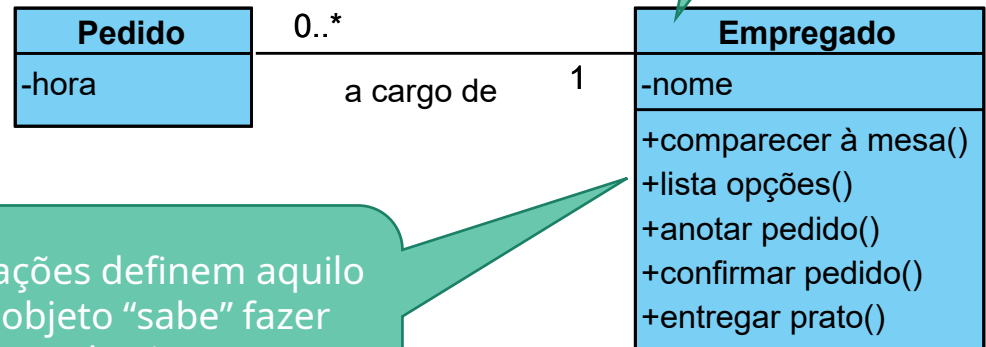 Pedido
0..*
Empregado
-hora
a cargo de
1
-nome
+comparecer à mesa()
+lista opções()
+anotar pedido()
+confirmar pedido()
+entregar prato()
ações definem aquilo
objeto “sabe” fazer